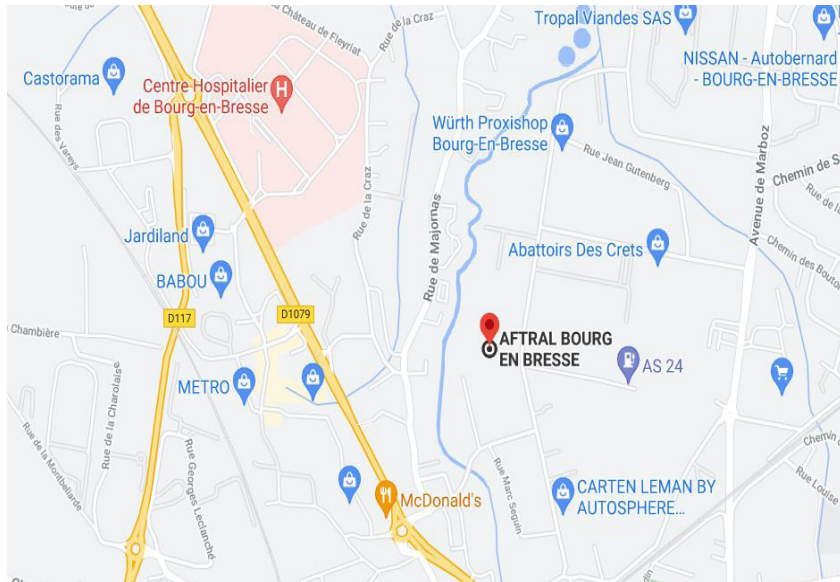 Château de Fleyriat
Rue de la Craz
Tropal Viandes SAS
NISSAN - Autobernard
- BOURG-EN-BRESSE
Castorama
Centre Hospitalier
de Bourg-en-Bresse
H
Rue des Vareys
Würth Proxishop
Bourg-En-Bresse
Rue Jean Gutenberg
Avenue de Marboz
Chemin de S
Rue de la
Rue de la Craz
Rue de Majornas
Jardiland
Abattoirs Des Crets
Chemin des Bouton
BABOU
D117
D1079
Chambière
AFTRAL BOURG
EN BRESSE
AS 24
METRO
Rue de la Charolaise
Rue de la Montbéliarde
Rue Georges Leclanché
Rue Marc Seguin
McDonald's
CARTEN LEMAN BY
AUTOSPHERE...
Chemin
Rue Louise